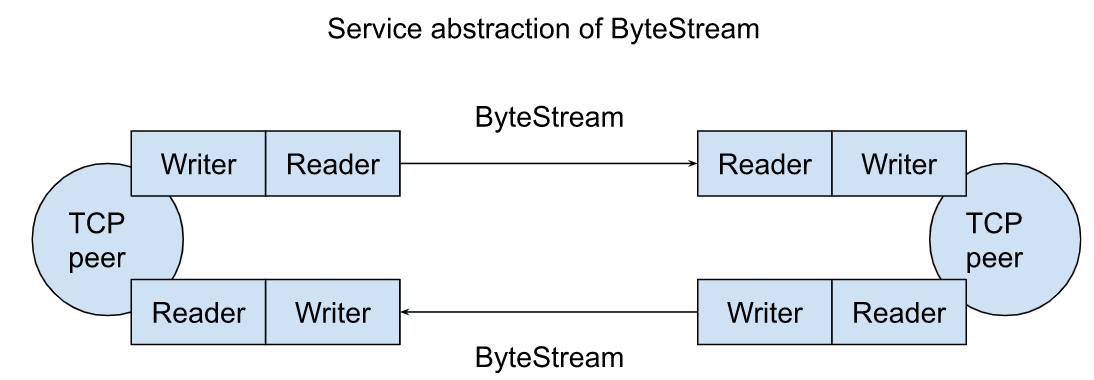 Service abstraction of ByteStream
ByteStream
Writer
Reader
Reader
Writer
TCP
peer
TCP
peer
Reader
Writer
Writer
Reader
ByteStream